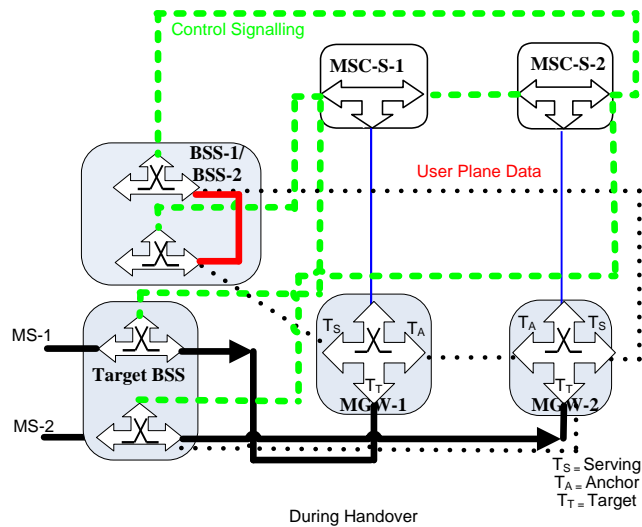 Control Signalling
MSC-S-1
MSC-S-2
BSS-1/
BSS-2
User Plane Data
MS-1
Target BSS
MS-2
TS
TA
TT
MGW-1
TA
TS
TT
MGW-2
TS = Serving
TA = Anchor
TT = Target
During Handover